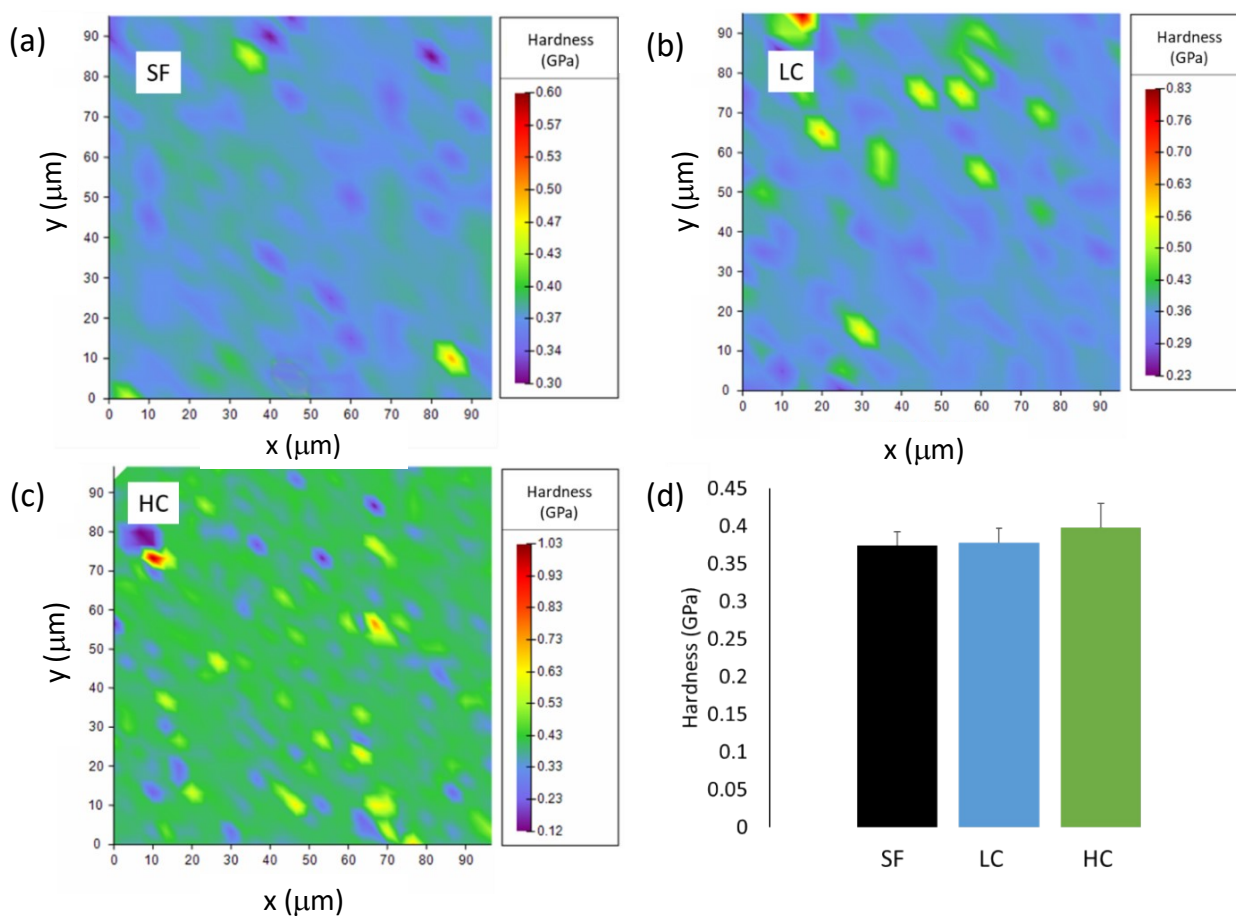 (a)
SF
y (μm)
90
80
70
60
50
40
30
20
10
0
0 10 20 30 40 50 60 70 80 90
x (μm)
Hardness
(GPa)
0.60
0.57
0.53
0.50
0.47
0.43
0.40
0.37
0.34
0.30
(b)
LC
y (μm)
90
80
70
60
50
40
30
20
10
0
0 10 20 30 40 50 60 70 80 90
x (μm)
Hardness
(GPa)
0.83
0.76
0.70
0.63
0.56
0.50
0.43
0.36
0.29
0.23
(c)
HC
y (μm)
90
80
70
60
50
40
30
20
10
0
0 10 20 30 40 50 60 70 80 90
x (μm)
Hardness
(GPa)
1.03
0.93
0.83
0.73
0.63
0.53
0.43
0.33
0.23
0.12
(d)
Hardness (GPa)
0.45
0.4
0.35
0.3
0.25
0.2
0.15
0.1
0.05
0
SF LC HC